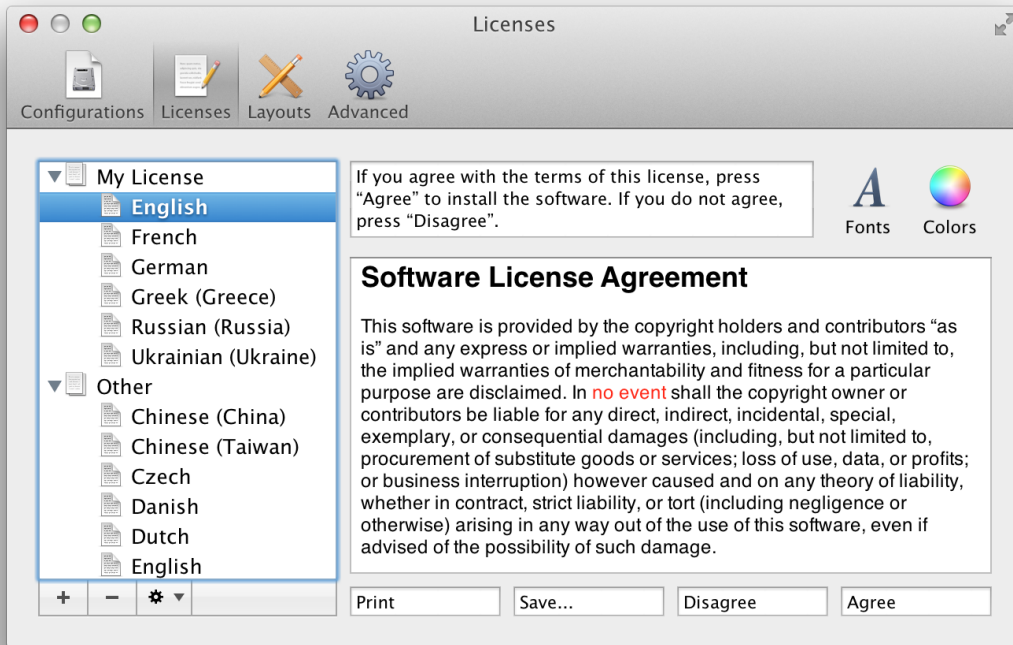 Licenses
Configurations
Licenses
Layouts
Advanced
My License
English
French
German
Greek (Greece)
Russian (Russia)
Ukrainian (Ukraine)
Other
Chinese (China)
Chinese (Taiwan)
Czech
Danish
Dutch
English
If you agree with the terms of this license, press
“Agree” to install the software. If you do not agree,
press “Disagree”.
Fonts
Colors
Software License Agreement
This software is provided by the copyright holders and contributors “as
is” and any express or implied warranties, including, but not limited to,
the implied warranties of merchantability and fitness for a particular
purpose are disclaimed. In no event shall the copyright owner or
contributors be liable for any direct, indirect, incidental, special,
exemplary, or consequential damages (including, but not limited to,
procurement of substitute goods or services; loss of use, data, or profits;
or business interruption) however caused and on any theory of liability,
whether in contract, strict liability, or tort (including negligence or
otherwise) arising in any way out of the use of this software, even if
advised of the possibility of such damage.
Print
Save...
Disagree
Agree